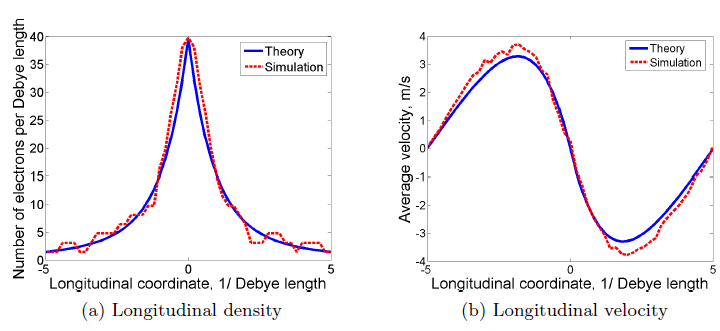 Number of electrons per Debye length
40
35
30
25
20
15
10
5
0
-5
0
5
Theory
Simulation
Longitudinal coordinate, 1/ Debye length
(a) Longitudinal density
Average velocity, m/s
4
3
2
1
0
-1
-2
-3
-4
-5
0
5
Theory
Simulation
Longitudinal coordinate, 1/ Debye length
(b) Longitudinal velocity